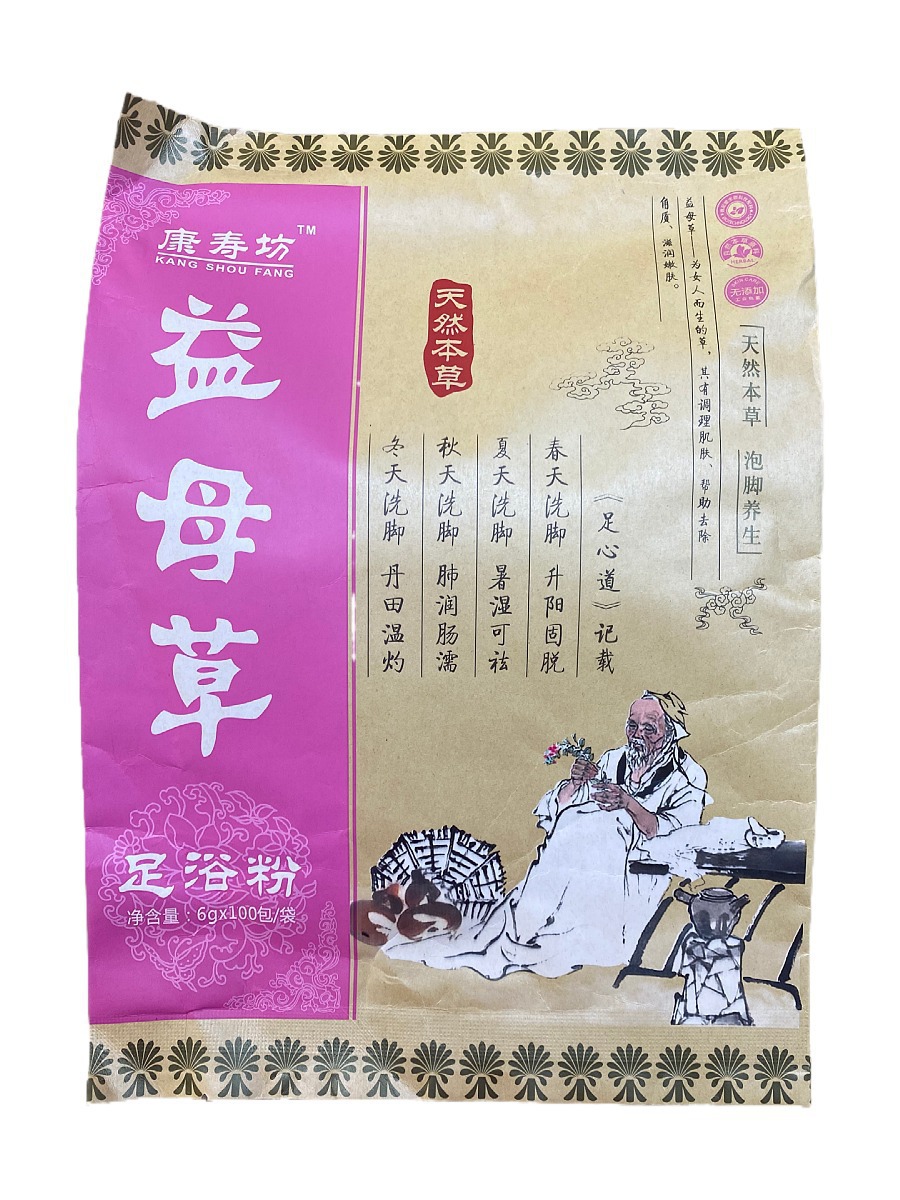 康寿坊™
KANG SHOU FANG
益母草
足浴粉
净含量：6gx100包/袋
天然本草
无添加
天然本草 泡脚养生
益母草——为女人而生的草，其有调理肌肤、帮助去除
角质、滋润嫩肤。
《足心道》记载
春天洗脚 升阳固脱
夏天洗脚 暑湿可祛
秋天洗脚 肺润肠濡
冬天洗脚 丹田温灼